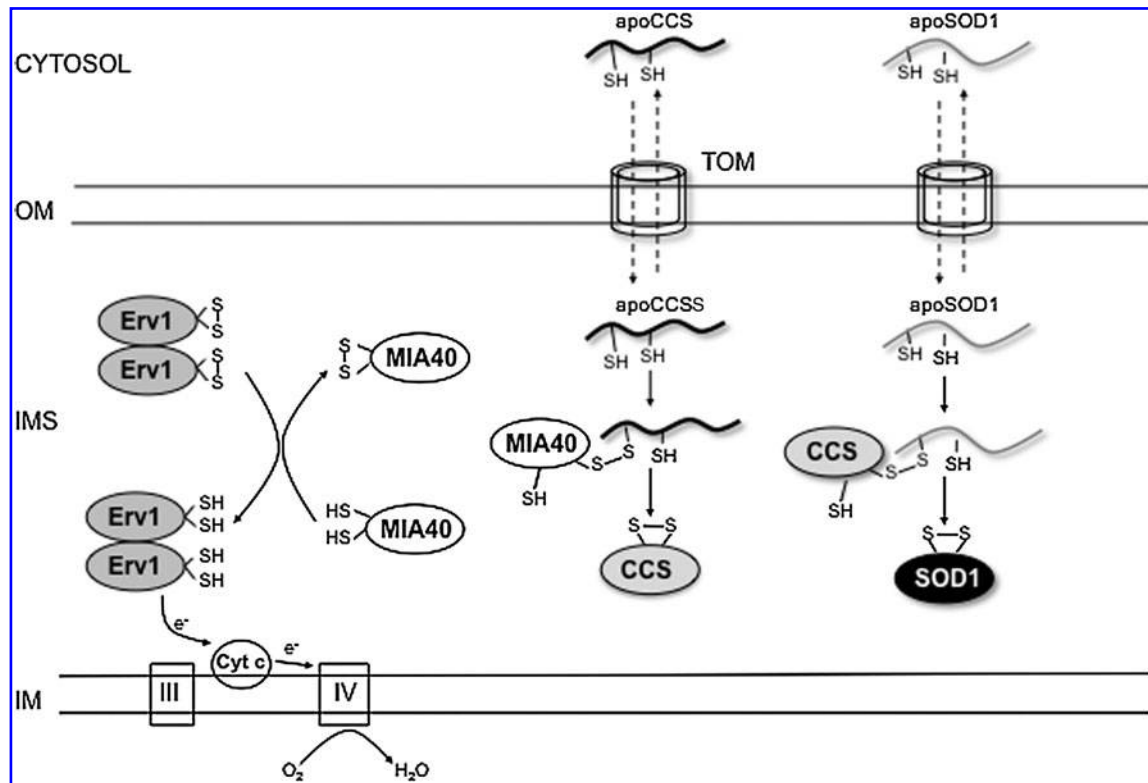 apoCCS apoSOD1
CYTOSOL
SH SH SH SH
TOM
OM
apoCCSS apoSOD1
Erv1 S S
Erv1 S S
S S MIA40
SH SH SH SH
IMS
MIA40 S S SH
SH
CCS S S SH
SH
Erv1 SH SH
Erv1 SH SH
HS HS MIA40
S S
CCS
S S
SOD1
e-
Cyt c
e-
III IV
IM
O2 H2O